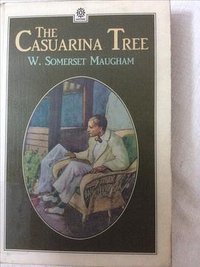 THE
CASUARINA TREE
W. SOMERSET MAUGHAM